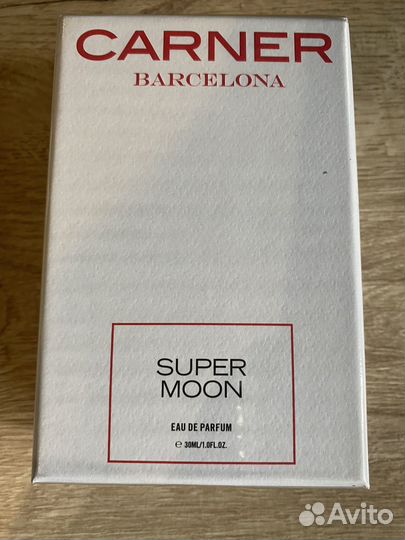 CARNER
BARCELONA
SUPER
MOON
EAU DE PARFUM
℮ 30ML/1.0FL.OZ.
Avito